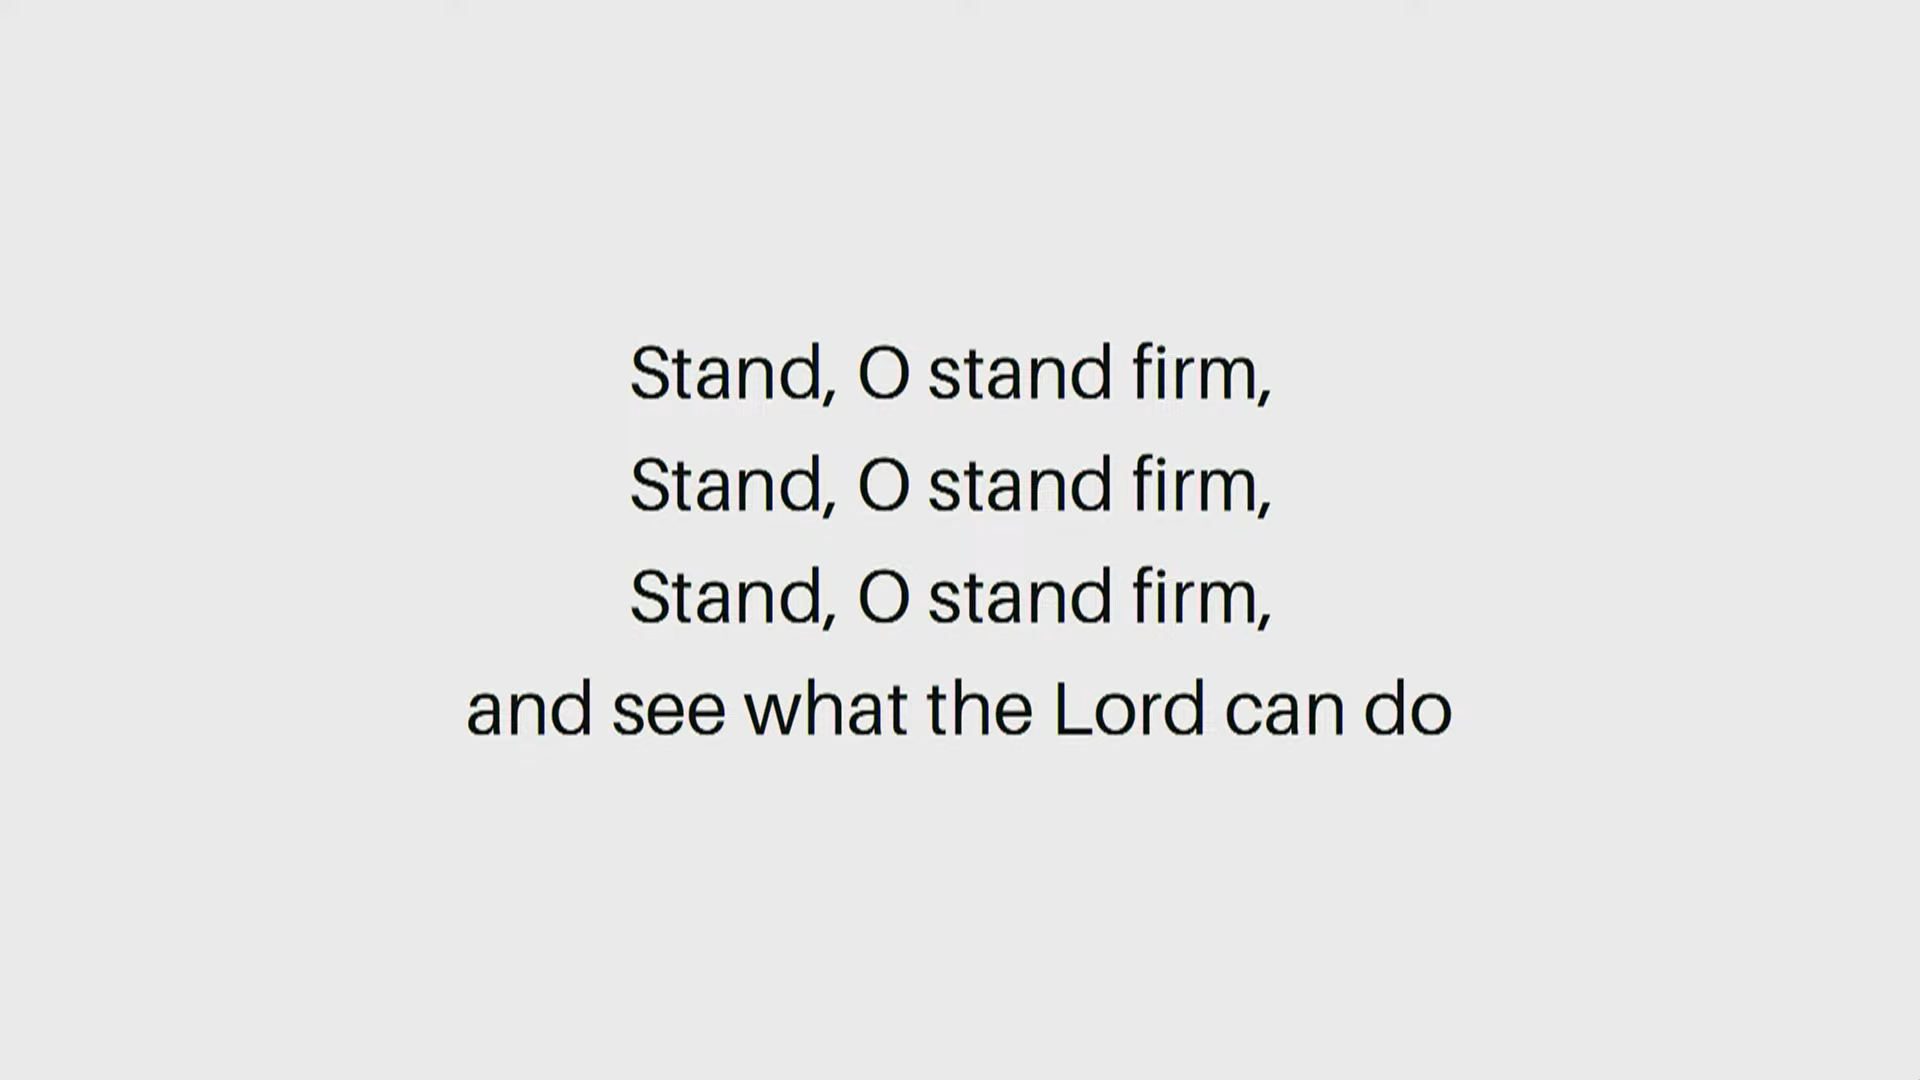 Stand, O stand firm,
Stand, O stand firm,
Stand, O stand firm,
and see what the Lord can do